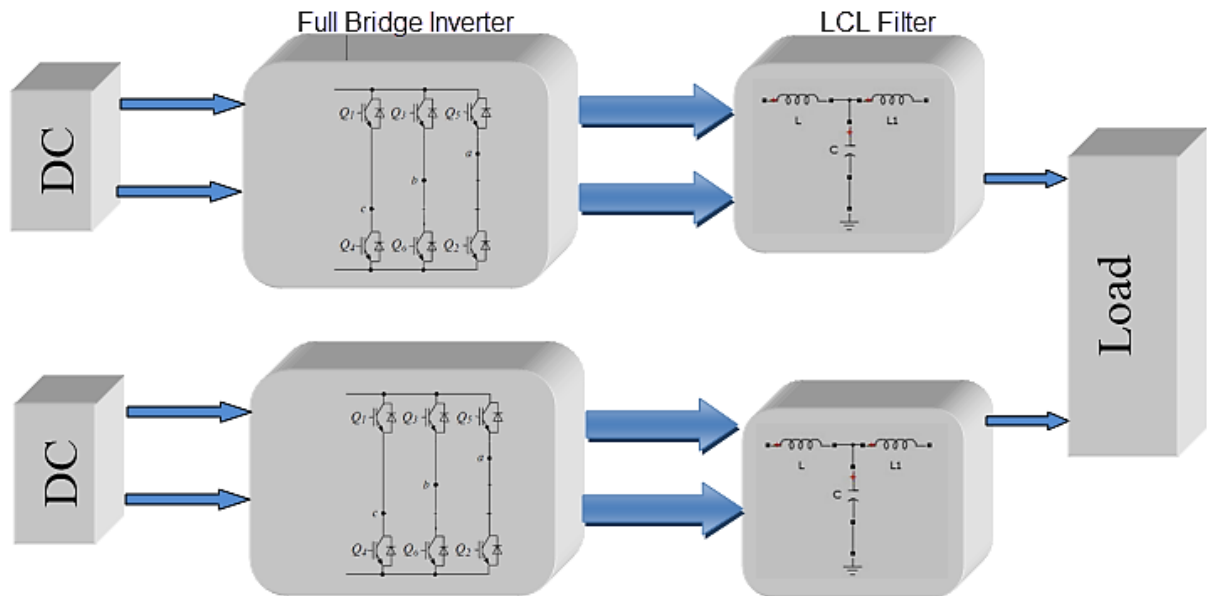 Full Bridge Inverter
LCL Filter
DC
Q1 Q3 Q5
a
b
c
Q4 Q6 Q2
L
L1
C
Load
DC
Q1 Q3 Q5
a
b
c
Q4 Q6 Q2
L
L1
C